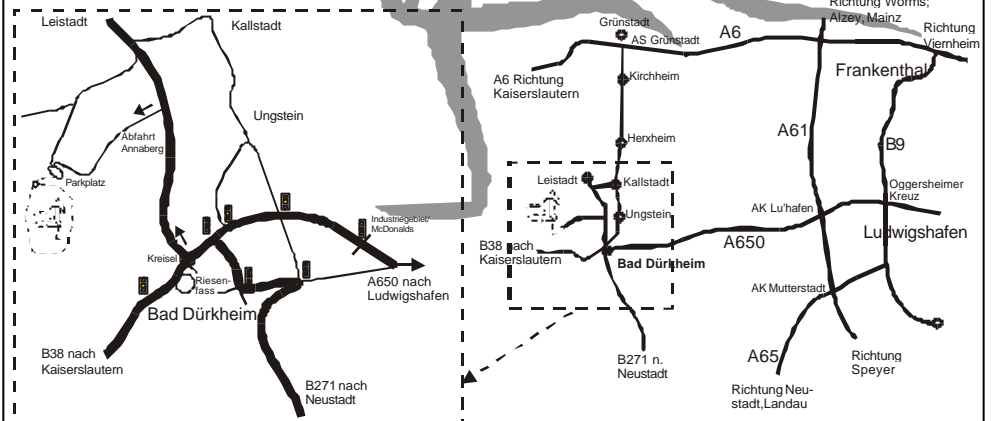 Leistadt
Kallstadt
Ungstein
Abfahrt
Annaberg
Parkplatz
Industriegebiet/
McDonalds
Kreisel
Riesen-
fass
A650 nach
Ludwigshafen
Bad Dürkheim
B38 nach
Kaiserslautern
B271 nach
Neustadt
Richtung Worms;
Alzey, Mainz
Grünstadt
AS Grünstadt
A6
Richtung
Viernheim
A6 Richtung
Kaiserslautern
Kirchheim
Frankenthal
A61
B9
Herxheim
Leistadt
Kallstadt
Oggersheimer
Kreuz
Ungstein
AK Lu'hafen
Ludwigshafen
B38 nach
Kaiserslautern
A650
Bad Dürkheim
AK Mutterstadt
B271 n.
Neustadt
A65
Richtung
Speyer
Richtung Neu-
stadt,Landau